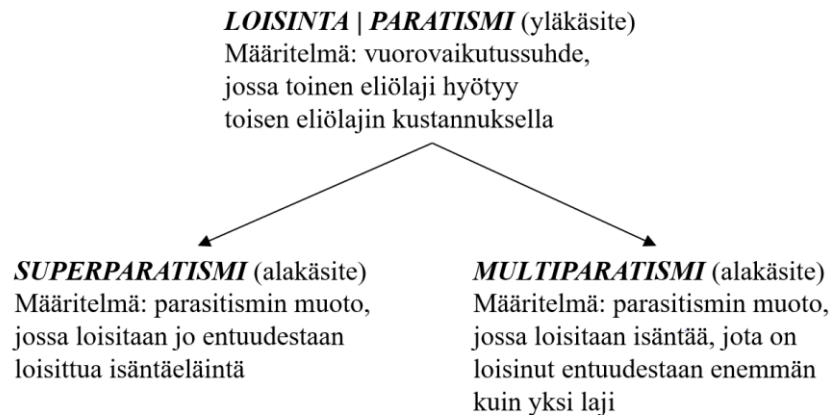 LOISINTA | PARATISMI (yläkäsite)
Määritelmä: vuorovaikutussuhde,
jossa toinen eliölaji hyötyy
toisen eliölajin kustannuksella
SUPERPARATISMI (alakäsite)
Määritelmä: parasitismin muoto,
jossa loisitaan jo entuudestaan
loisittua isäntäeläintä
MULTIPARATISMI (alakäsite)
Määritelmä: parasitismin muoto,
jossa loisitaan isäntää, jota on
loisinut entuudestaan enemmän
kuin yksi laji